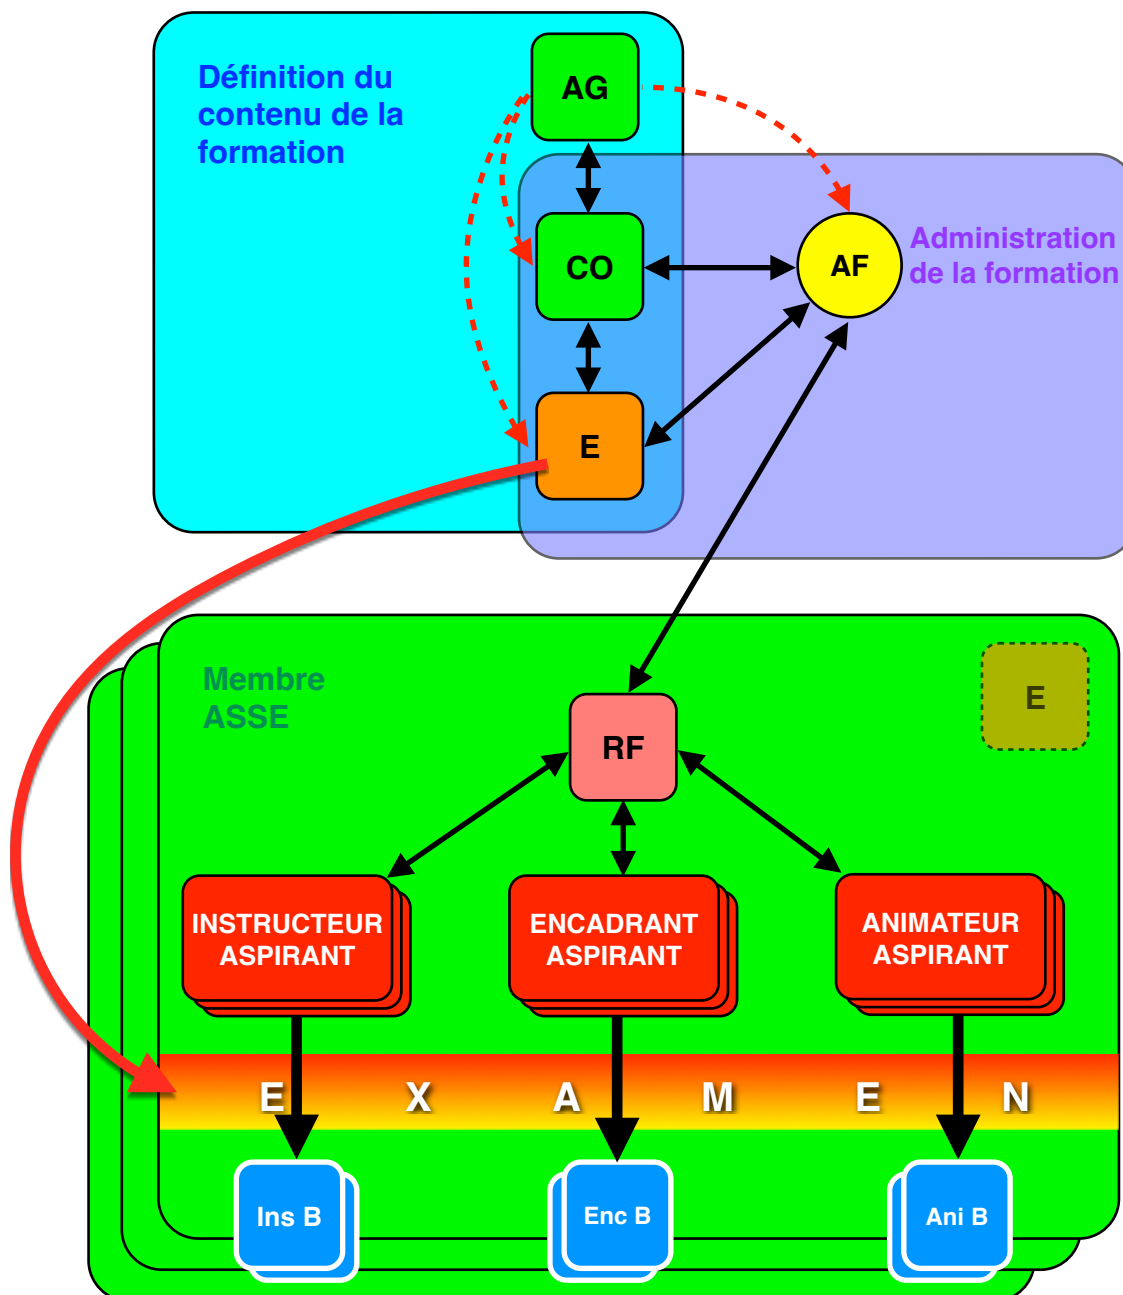 Définition du
contenu de la
formation
AG
CO
AF
Administration
de la formation
E
Membre
ASSE
E
RF
INSTRUCTEUR
ASPIRANT
ENCADRANT
ASPIRANT
ANIMATEUR
ASPIRANT
E X A M E N
Ins B
Enc B
Ani B